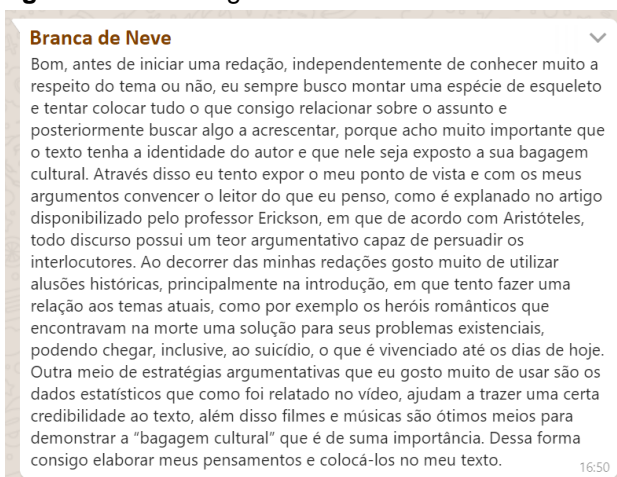 Branca de Neve
Bom, antes de iniciar uma redação, independentemente de conhecer muito a
respeito do tema ou não, eu sempre busco montar uma espécie de esqueleto
e tentar colocar tudo o que consigo relacionar sobre o assunto e
posteriormente buscar algo a acrescentar, porque acho muito importante que
o texto tenha a identidade do autor e que nele seja exposto a sua bagagem
cultural. Através disso eu tento expor o meu ponto de vista e com os meus
argumentos convencer o leitor do que eu penso, como é explanado no artigo
disponibilizado pelo professor Erickson, em que de acordo com Aristóteles,
todo discurso possui um teor argumentativo capaz de persuadir os
interlocutores. Ao decorrer das minhas redações gosto muito de utilizar
alusões históricas, principalmente na introdução, em que tento fazer uma
relação aos temas atuais, como por exemplo os heróis românticos que
encontravam na morte uma solução para seus problemas existenciais,
podendo chegar, inclusive, ao suicídio, o que é vivenciado até os dias de hoje.
Outra meio de estratégias argumentativas que eu gosto muito de usar são os
dados estatísticos que como foi relatado no vídeo, ajudam a trazer uma certa
credibilidade ao texto, além disso filmes e músicas são ótimos meios para
demonstrar a “bagagem cultural” que é de suma importância. Dessa forma
consigo elaborar meus pensamentos e colocá-los no meu texto.
16:50